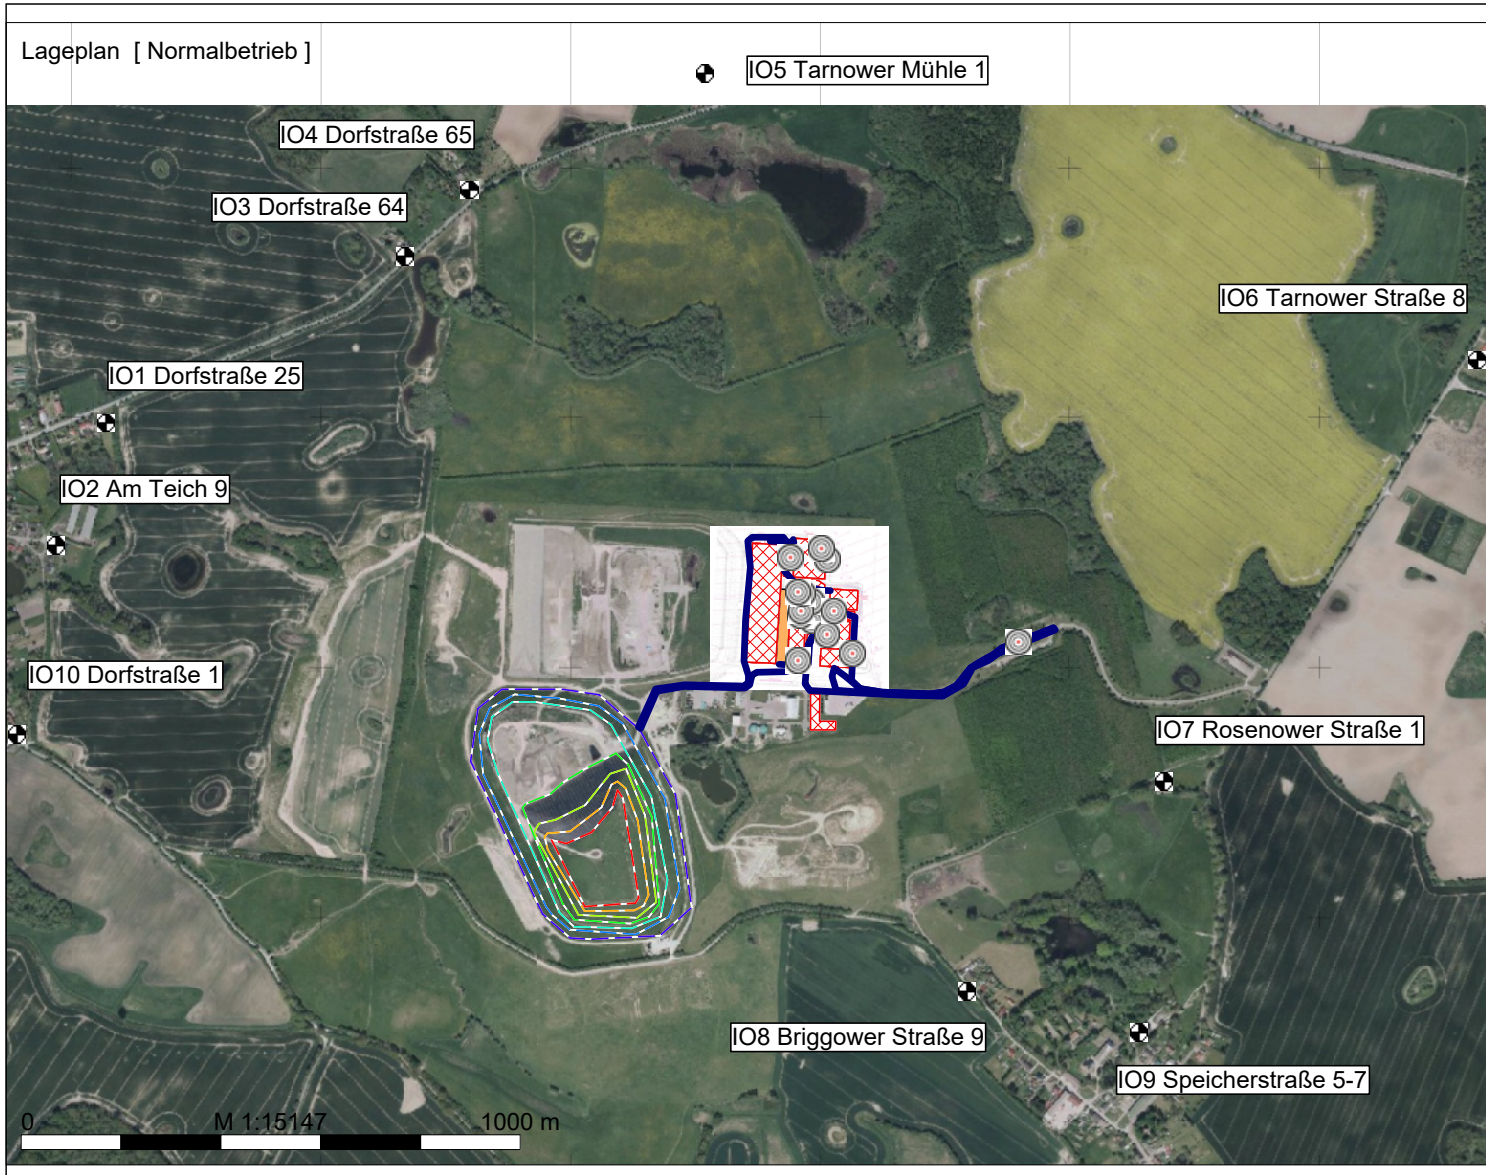 Lageplan [ Normalbetrieb ]
IO5 Tarnower Mühle 1
IO4 Dorfstraße 65
IO3 Dorfstraße 64
IO6 Tarnower Straße 8
IO1 Dorfstraße 25
IO2 Am Teich 9
IO10 Dorfstraße 1
IO7 Rosenower Straße 1
IO8 Briggower Straße 9
IO9 Speicherstraße 5-7
0 M 1:15147 1000 m